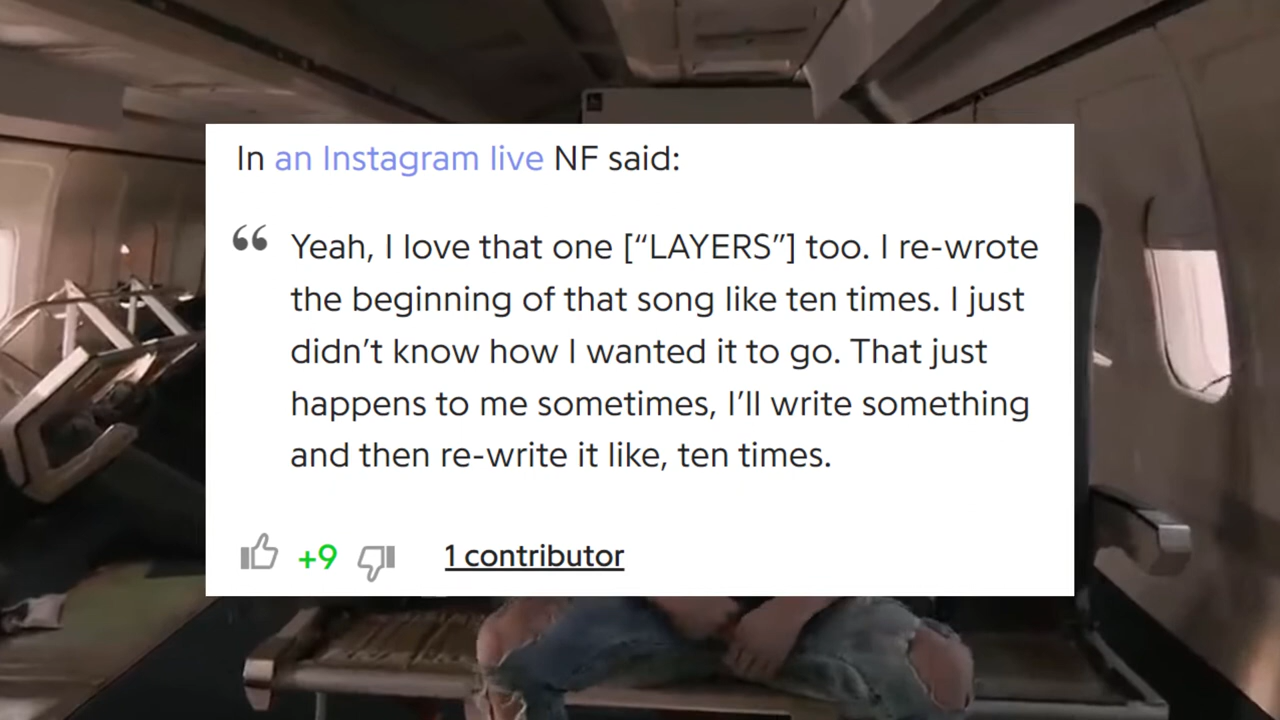 In an Instagram live NF said:
“ Yeah, I love that one [“LAYERS”] too. I re-wrote
the beginning of that song like ten times. I just
didn’t know how I wanted it to go. That just
happens to me sometimes, I’ll write something
and then re-write it like, ten times.
+9 1 contributor